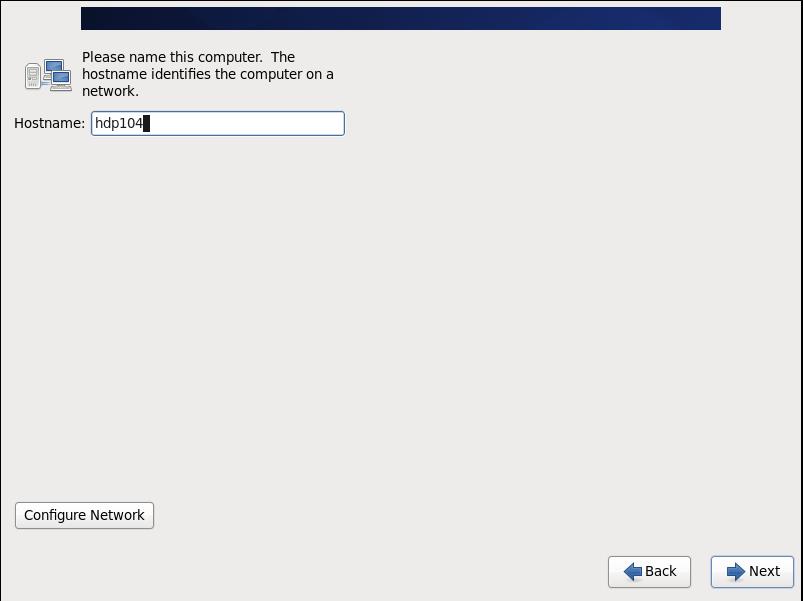 Please name this computer.  The
hostname identifies the computer on a
network.
Hostname: hdp104
Configure Network
Back
Next